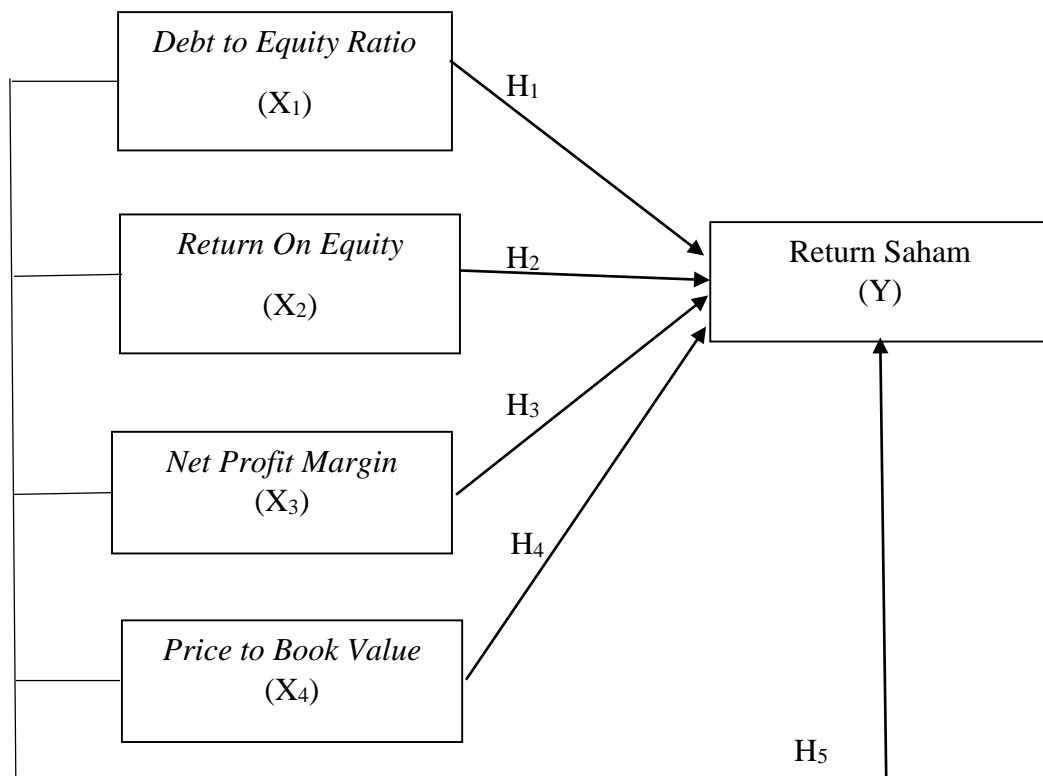 Debt to Equity Ratio
(X₁)
H₁
Return On Equity
(X₂)
H₂
Return Saham
(Y)
Net Profit Margin
(X₃)
H₃
H₄
Price to Book Value
(X₄)
H₅